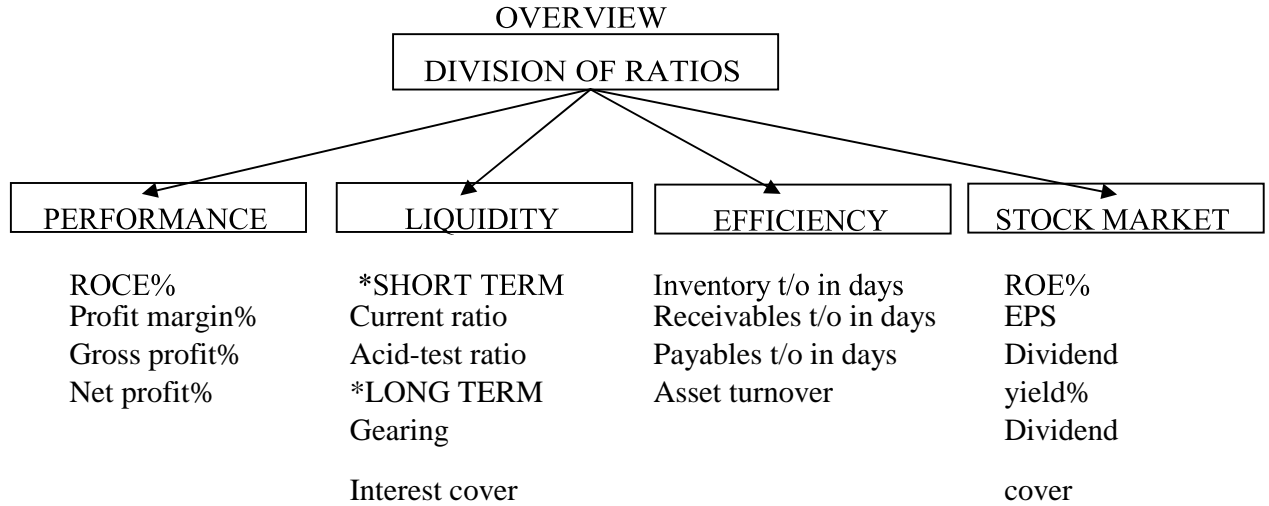 OVERVIEW
DIVISION OF RATIOS
PERFORMANCE
ROCE%
Profit margin%
Gross profit%
Net profit%
LIQUIDITY
*SHORT TERM
Current ratio
Acid-test ratio
*LONG TERM
Gearing
Interest cover
EFFICIENCY
Inventory t/o in days
Receivables t/o in days
Payables t/o in days
Asset turnover
STOCK MARKET
ROE%
EPS
Dividend
yield%
Dividend
cover